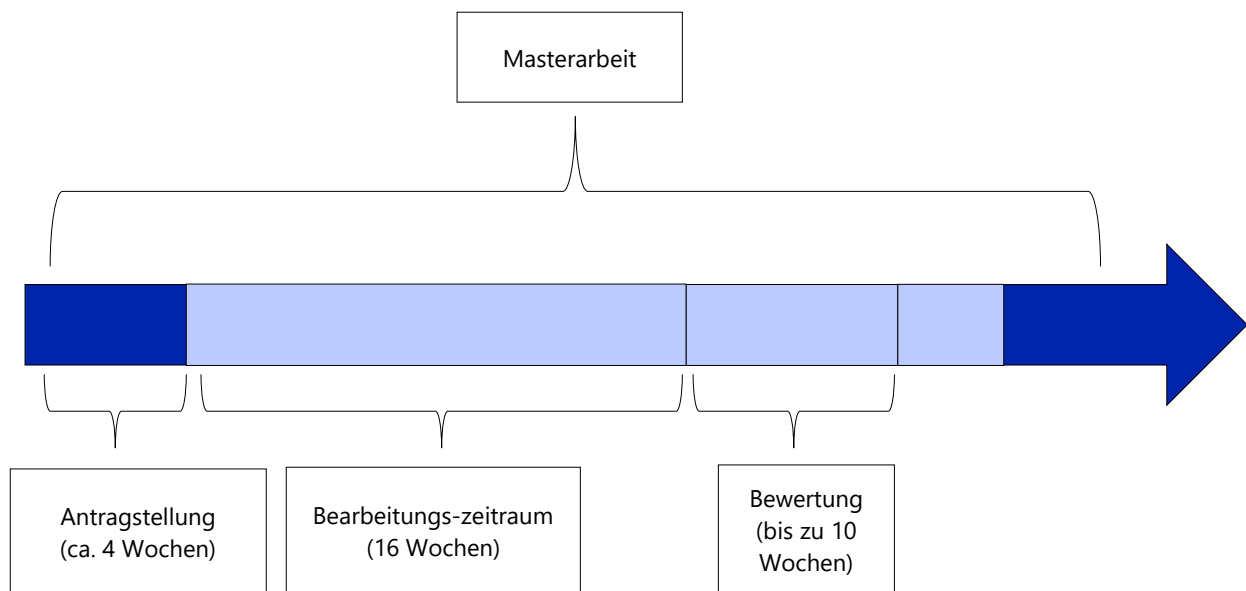 Masterarbeit
Antragstellung
(ca. 4 Wochen)
Bearbeitungs-zeitraum
(16 Wochen)
Bewertung
(bis zu 10
Wochen)